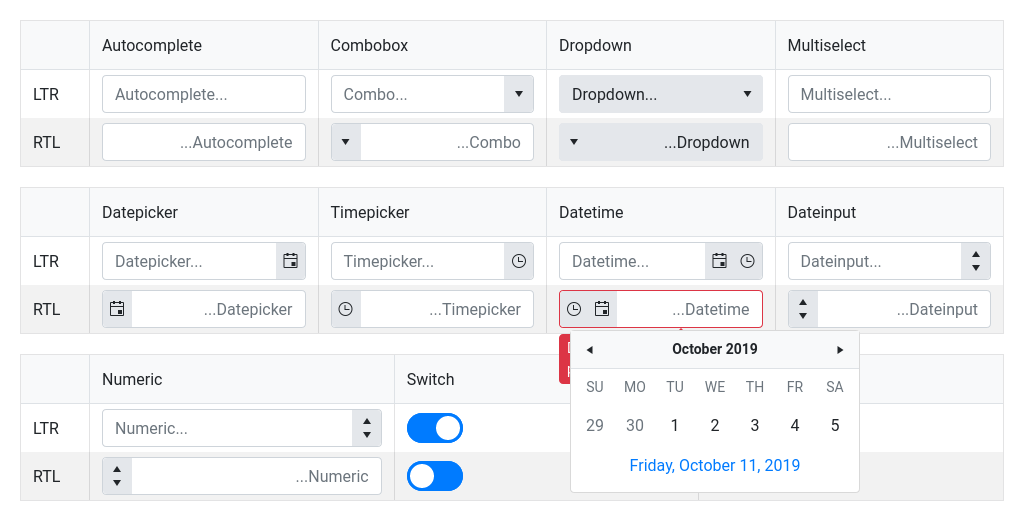 Autocomplete Combobox Dropdown Multiselect
LTR Autocomplete... Combo... Dropdown... Multiselect...
RTL ...Autocomplete ...Combo ...Dropdown ...Multiselect
Datepicker Timepicker Datetime Dateinput
LTR Datepicker... Timepicker... Datetime... Dateinput...
RTL ...Datepicker ...Timepicker ...Datetime ...Dateinput
Numeric Switch
LTR Numeric...
RTL ...Numeric
October 2019
SU MO TU WE TH FR SA
29 30 1 2 3 4 5
Friday, October 11, 2019